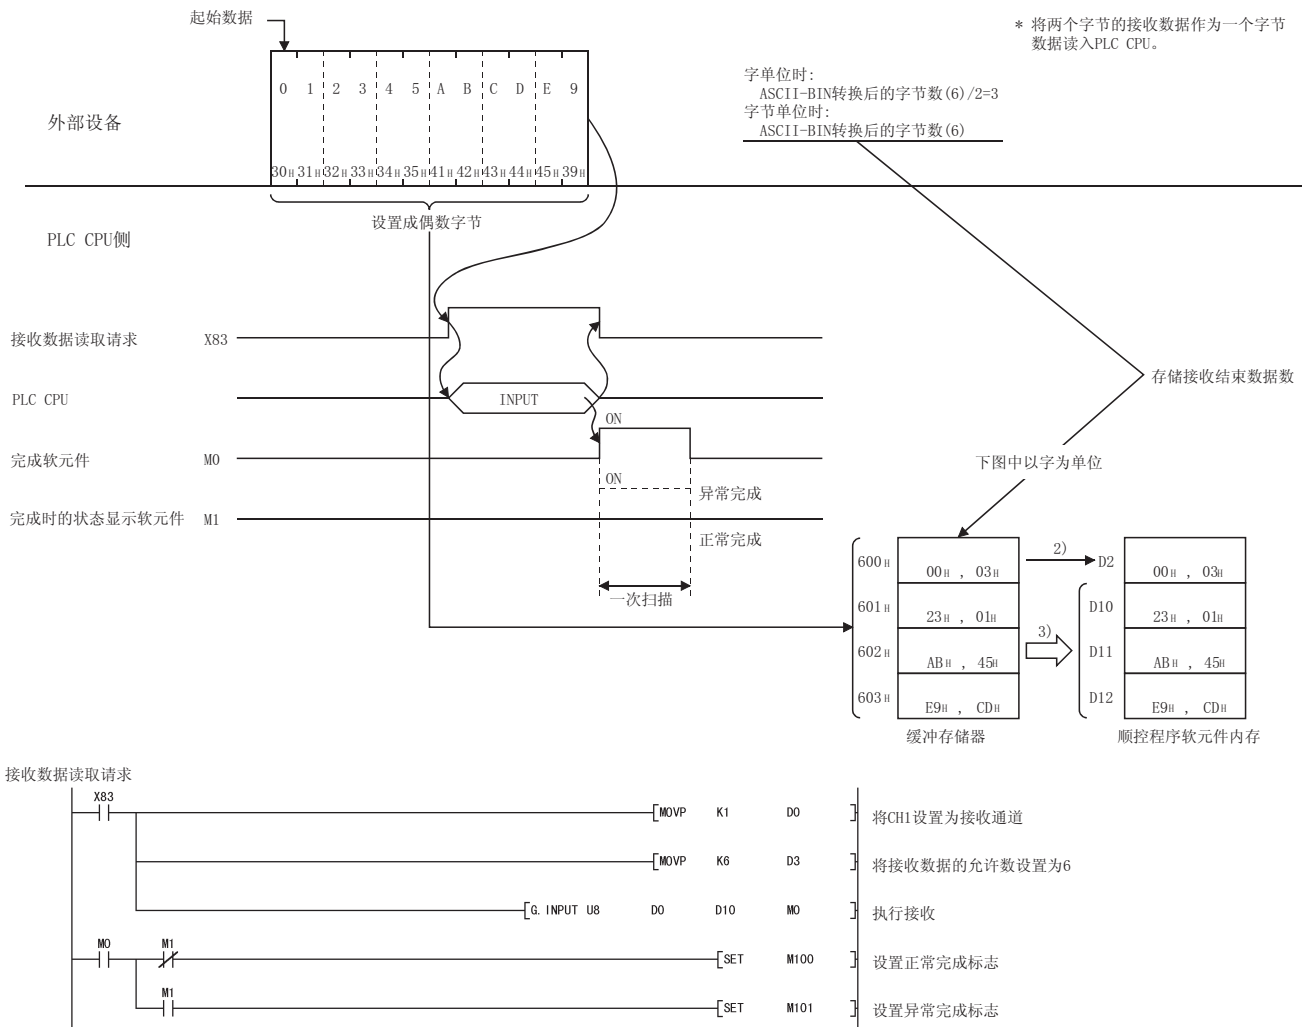 起始数据
* 将两个字节的接收数据作为一个字节
数据读入PLC CPU。
字单位时:
ASCII-BIN转换后的字节数(6)/2=3
字节单位时:
ASCII-BIN转换后的字节数(6)
外部设备
0 1 2 3 4 5 A B C D E 9
30H 31H 32H 33H 34H 35H 41H 42H 43H 44H 45H 39H
设置成偶数字节
PLC CPU侧
接收数据读取请求 X83
PLC CPU INPUT
存储接收结束数据数
ON
完成软元件 M0
下图中以字为单位
ON
异常完成
完成时的状态显示软元件 M1
正常完成
一次扫描
600H 00H , 03H 2) D2 00H , 03H
601H 23H , 01H D10 23H , 01H
602H ABH , 45H 3) D11 ABH , 45H
603H E9H , CDH D12 E9H , CDH
缓冲存储器 顺控程序软元件内存
接收数据读取请求
X83
MOVP K1 D0 将CH1设置为接收通道
MOVP K6 D3 将接收数据的允许数设置为6
G.INPUT U8 D0 D10 M0 执行接收
M0 M1
SET M100 设置正常完成标志
M1
SET M101 设置异常完成标志